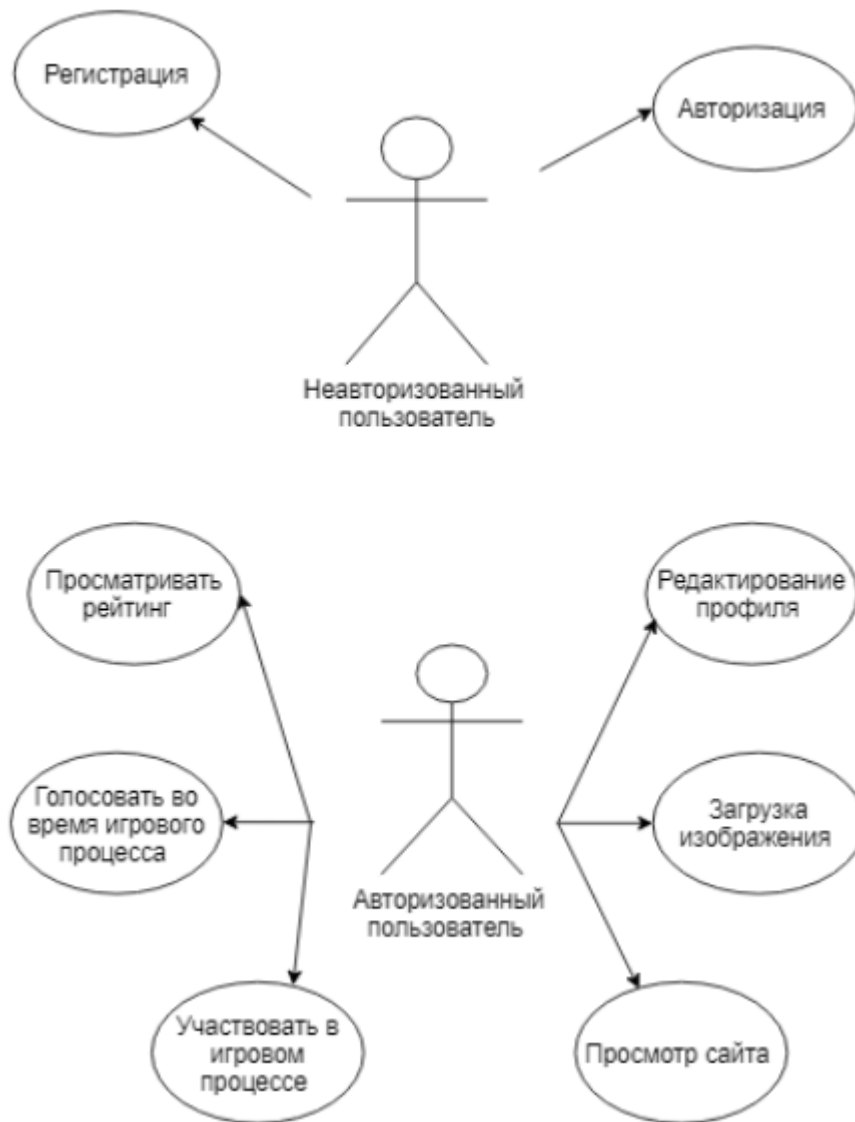 Регистрация
Авторизация
Неавторизованный
пользователь
Просматривать
рейтинг
Редактирование
профиля
Голосовать во
время игрового
процесса
Загрузка
изображения
Авторизованный
пользователь
Участвовать в
игровом
процессе
Просмотр сайта